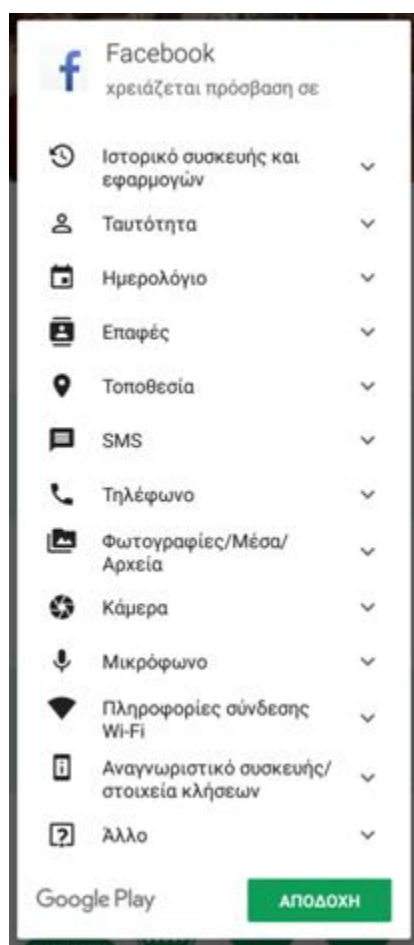 Facebook
χρειάζεται πρόσβαση σε
Ιστορικό συσκευής και
εφαρμογών
Ταυτότητα
Ημερολόγιο
Επαφές
Τοποθεσία
SMS
Τηλέφωνο
Φωτογραφίες/Μέσα/
Αρχεία
Κάμερα
Μικρόφωνο
Πληροφορίες σύνδεσης
Wi-Fi
Αναγνωριστικό συσκευής/
στοιχεία κλήσεων
Άλλο
Google Play
ΑΠΟΔΟΧΗ